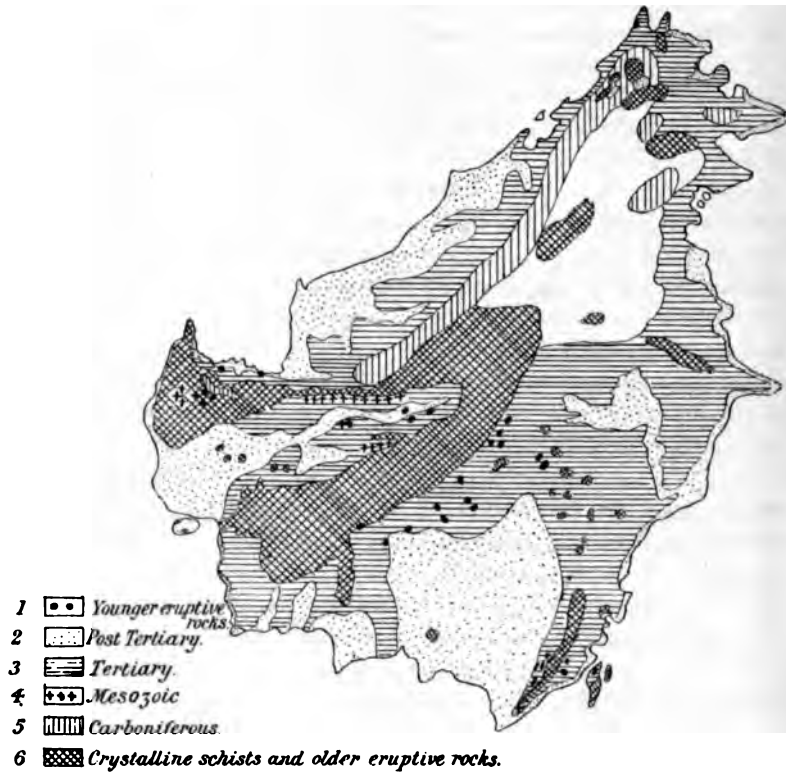 1 Younger eruptive
rocks.
2 Post Tertiary.
3 Tertiary.
4 Mesozoic
5 Carboniferous.
6 Crystalline schists and older eruptive rocks.